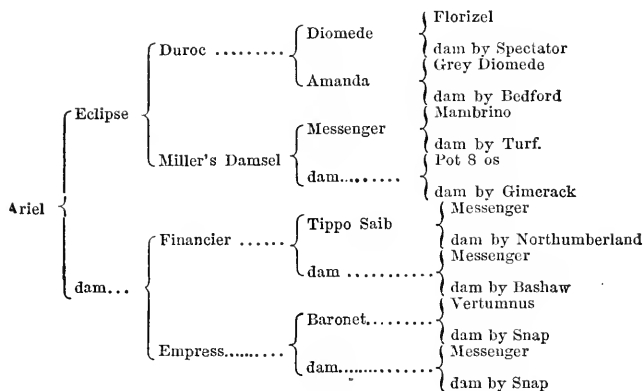 Florizel
Diomede
Duroc ........
dam by Spectator
Grey Diomede
Amanda
dam by Bedford
Eclipse
Mambrino
Messenger
dam by Turf.
Miller's Damsel
Pot 8 os
dam............
dam by Gimcrack
Ariel
Messenger
Tippo Saib
Financier ......
dam by Northumberland
Messenger
dam ............
dam by Bashaw
dam...
Vertumnus
Baronet.........
dam by Snap
Empress.........
Messenger
dam...............
dam by Snap